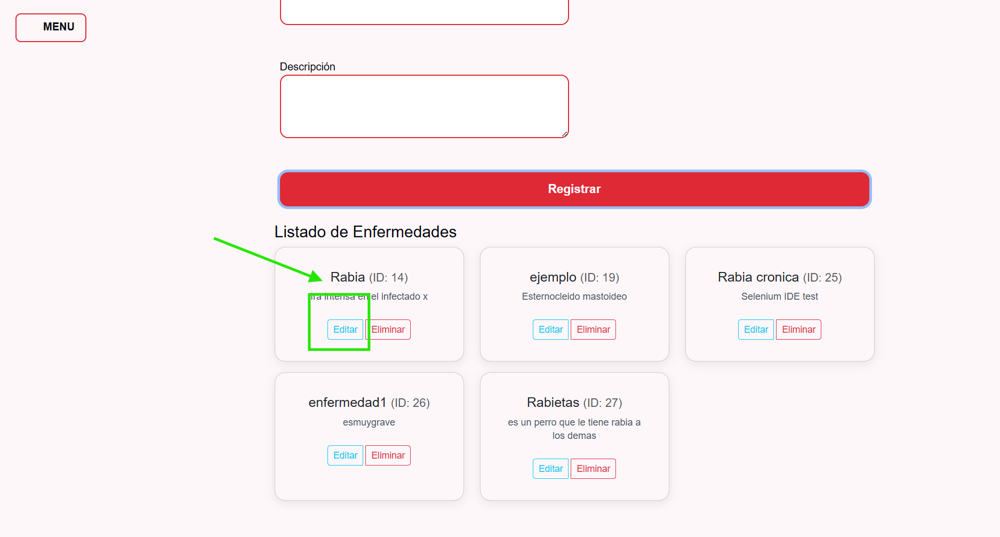 MENU
Descripción
Registrar
Listado de Enfermedades
Rabia (ID: 14)
Ira intensa en el infectado x
Editar Eliminar
ejemplo (ID: 19)
Esternocleido mastoideo
Editar Eliminar
Rabia cronica (ID: 25)
Selenium IDE test
Editar Eliminar
enfermedad1 (ID: 26)
esmuygrave
Editar Eliminar
Rabietas (ID: 27)
es un perro que le tiene rabia a
los demas
Editar Eliminar